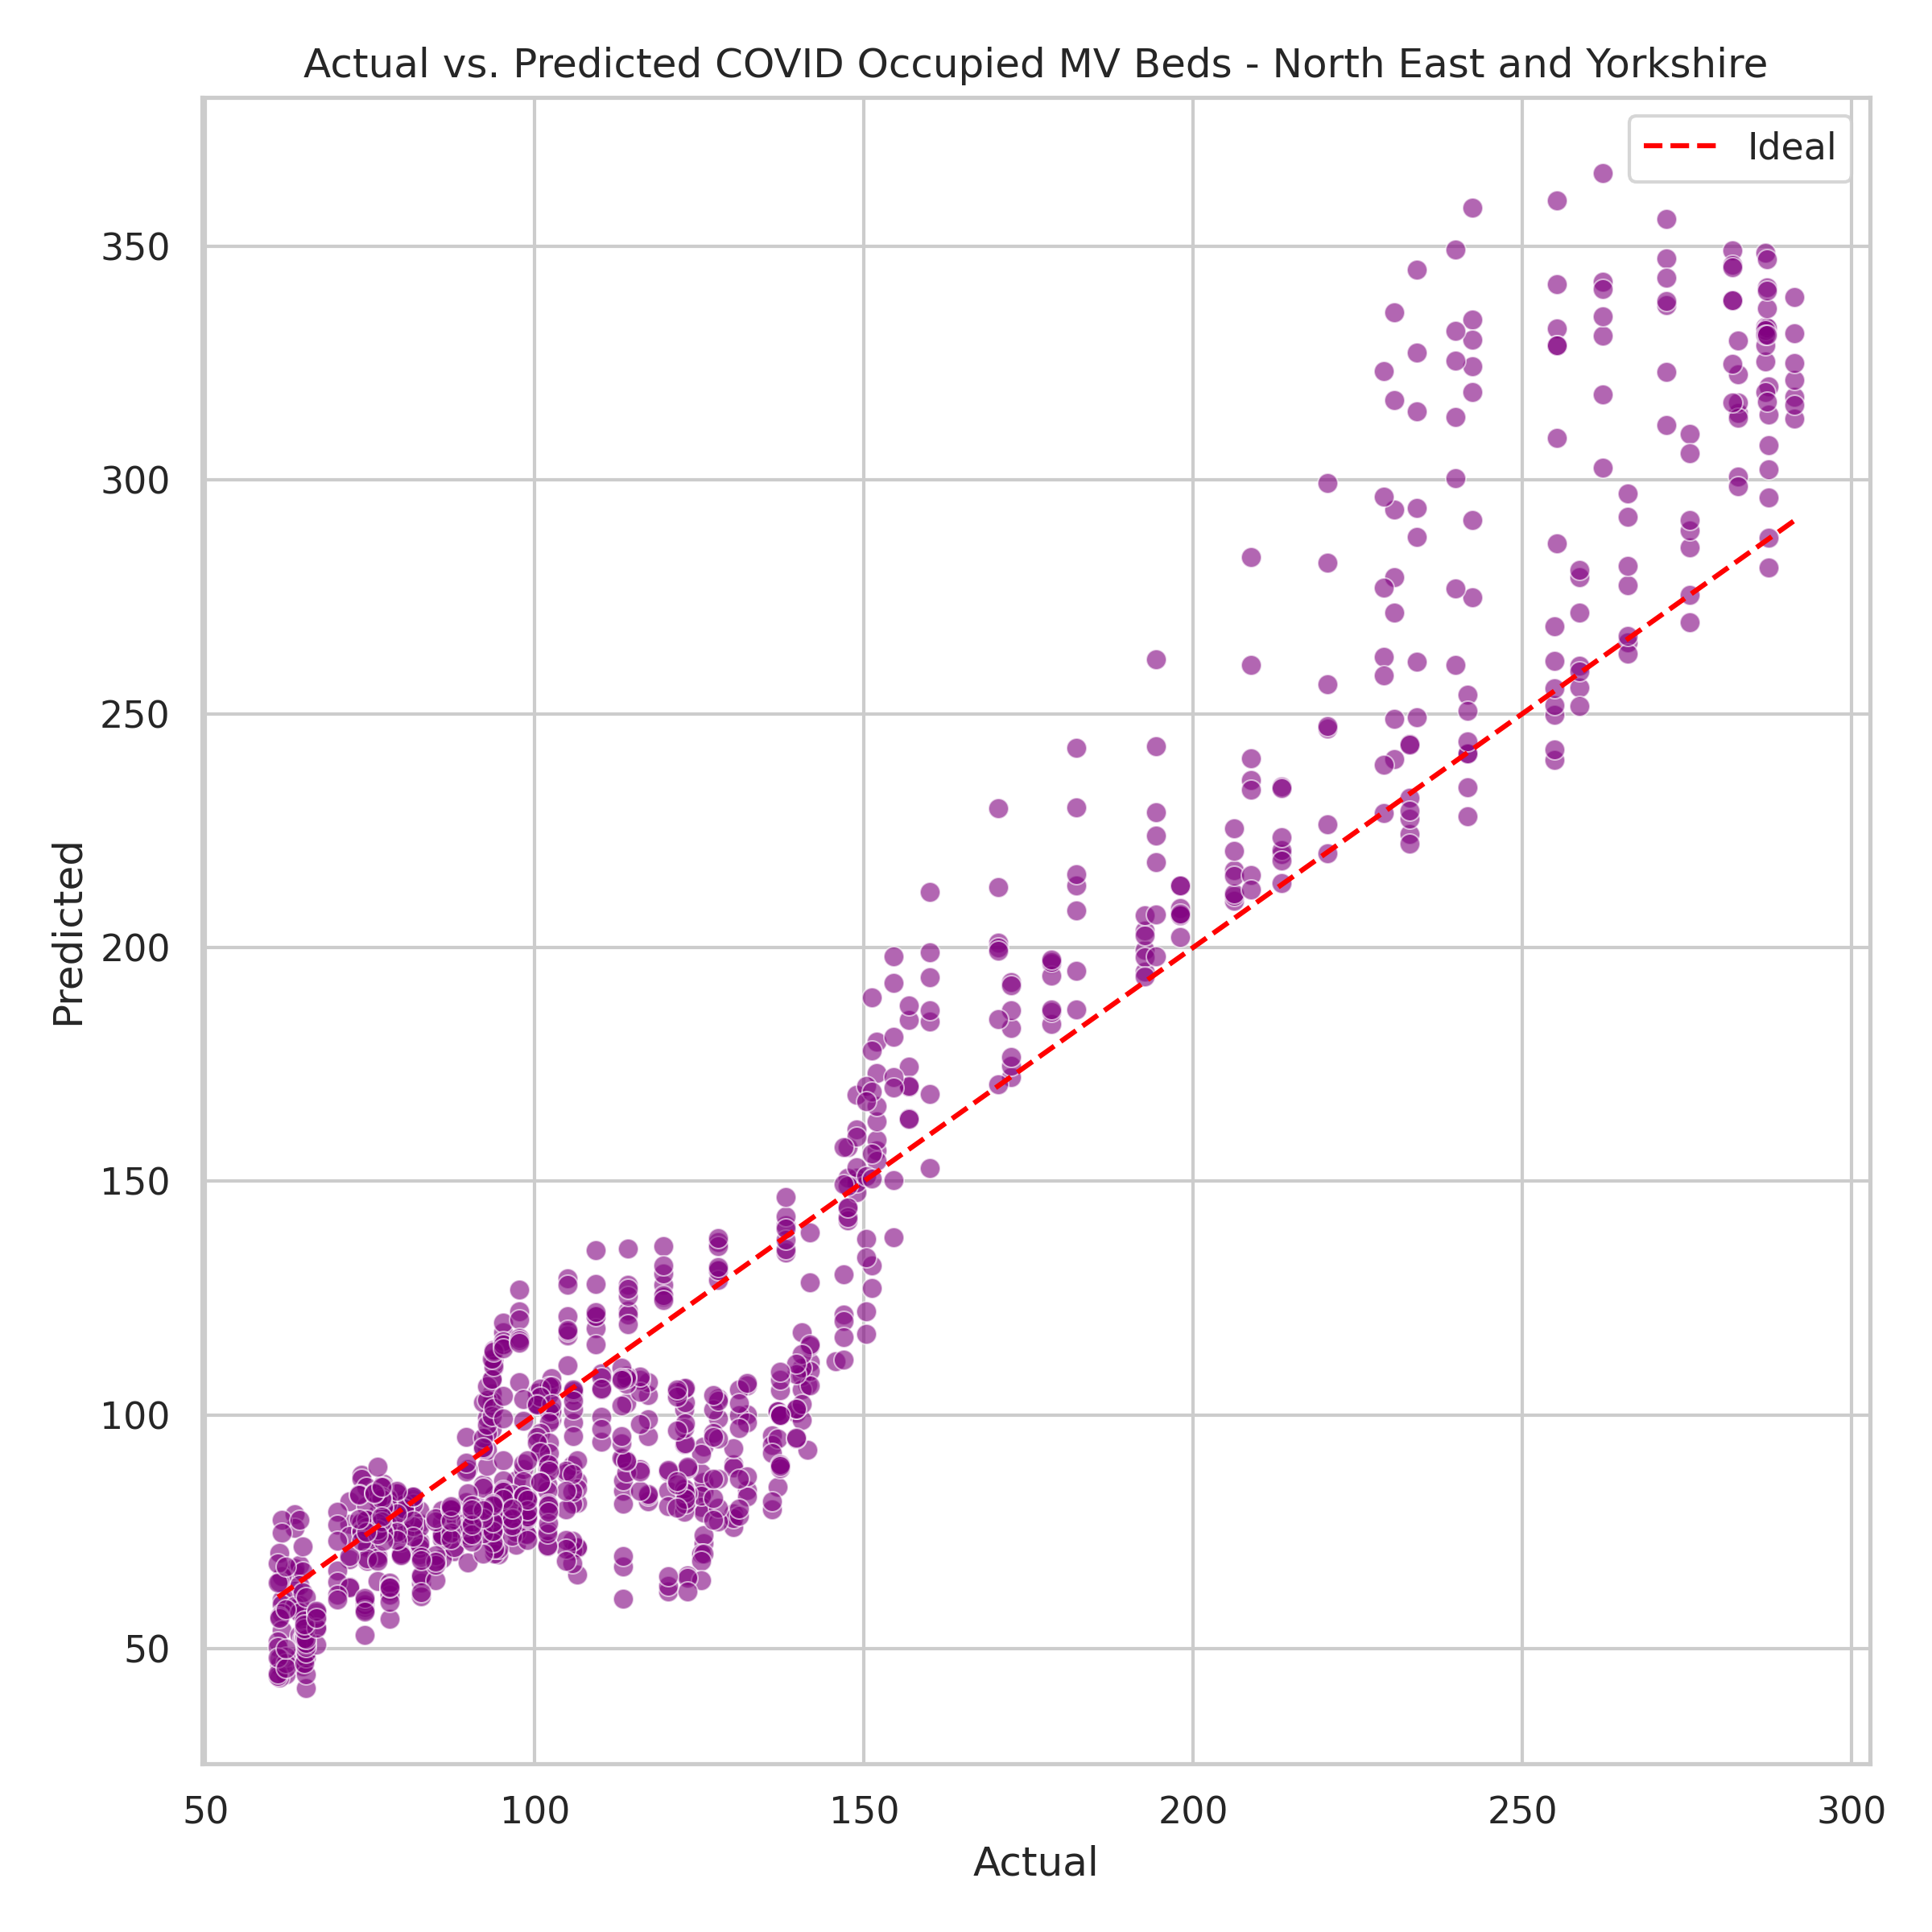 Actual vs. Predicted COVID Occupied MV Beds - North East and Yorkshire
Ideal
350
300
250
200
150
100
50
Predicted
50 100 150 200 250 300
Actual